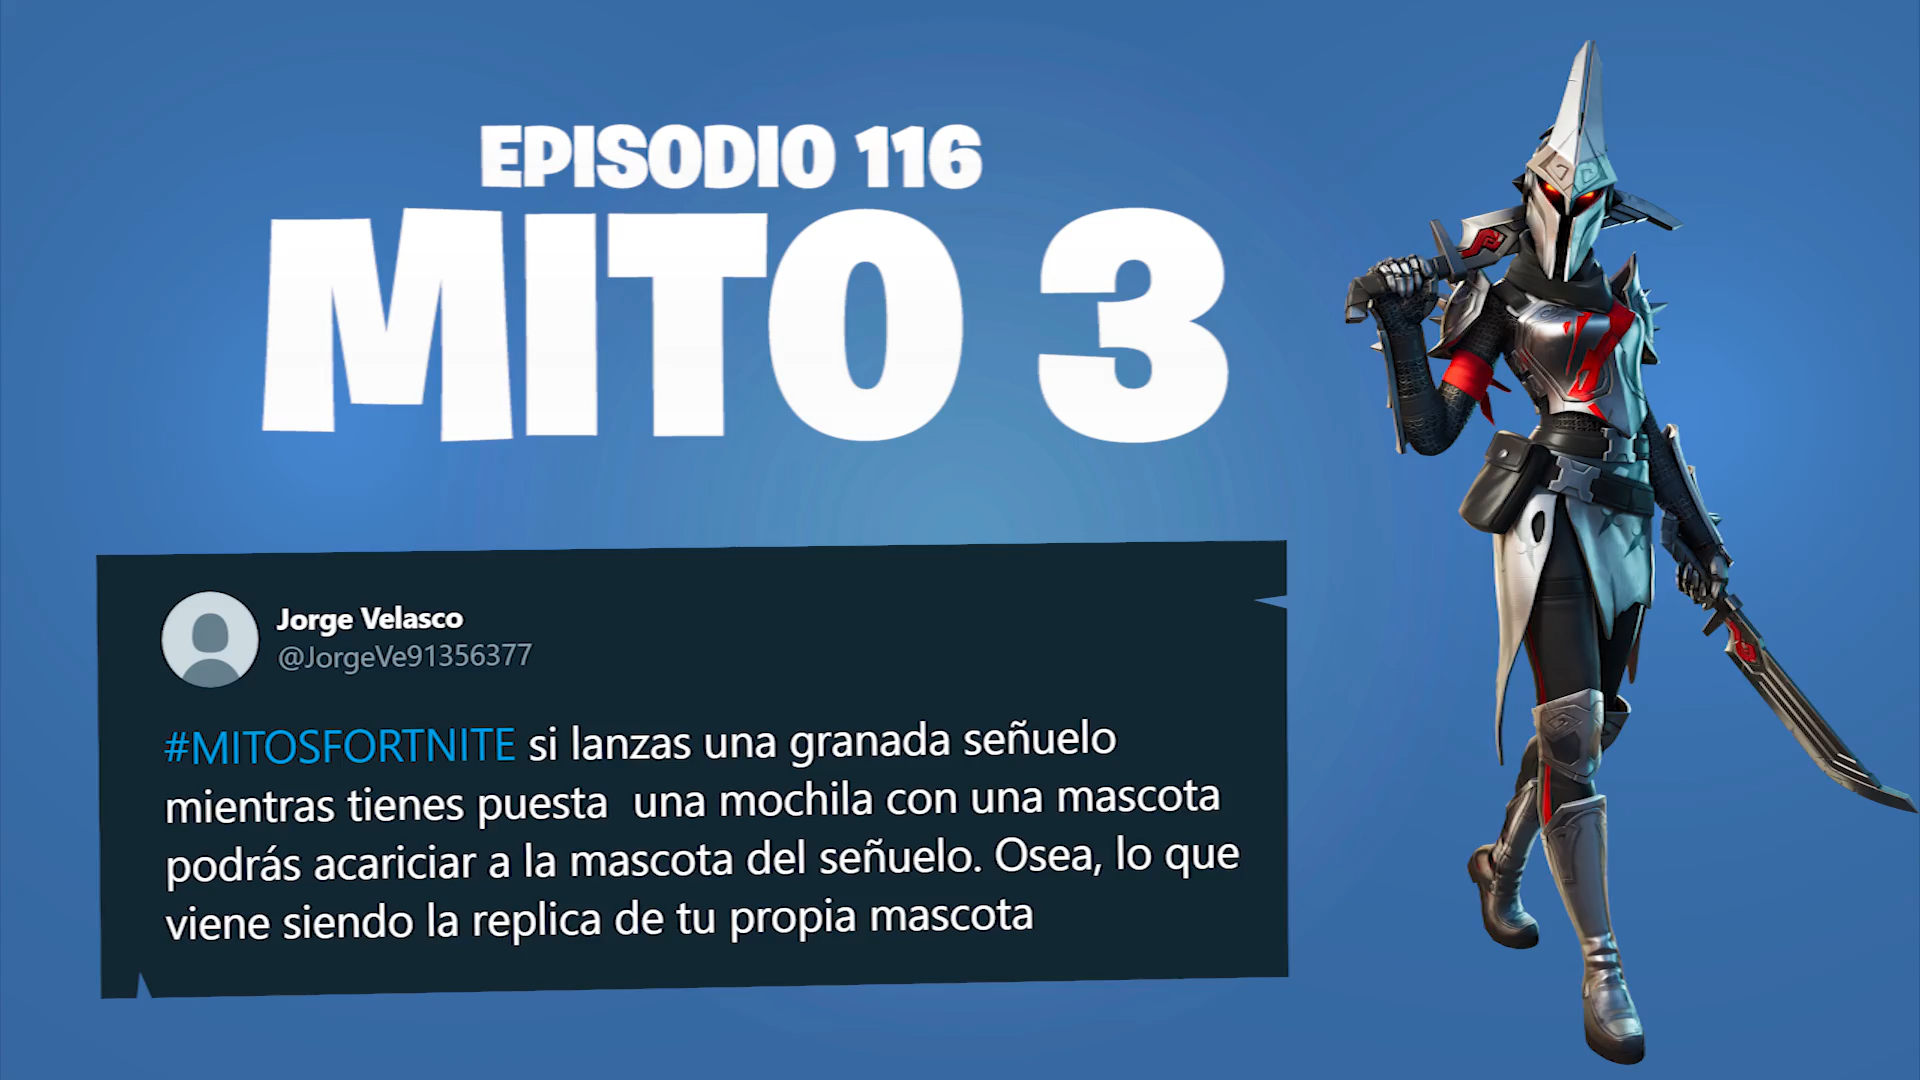 EPISODIO 116
MITO 3
Jorge Velasco
@JorgeVe91356377
#MITOSFORTNITE si lanzas una granada señuelo
mientras tienes puesta  una mochila con una mascota
podrás acariciar a la mascota del señuelo. Osea, lo que
viene siendo la replica de tu propia mascota